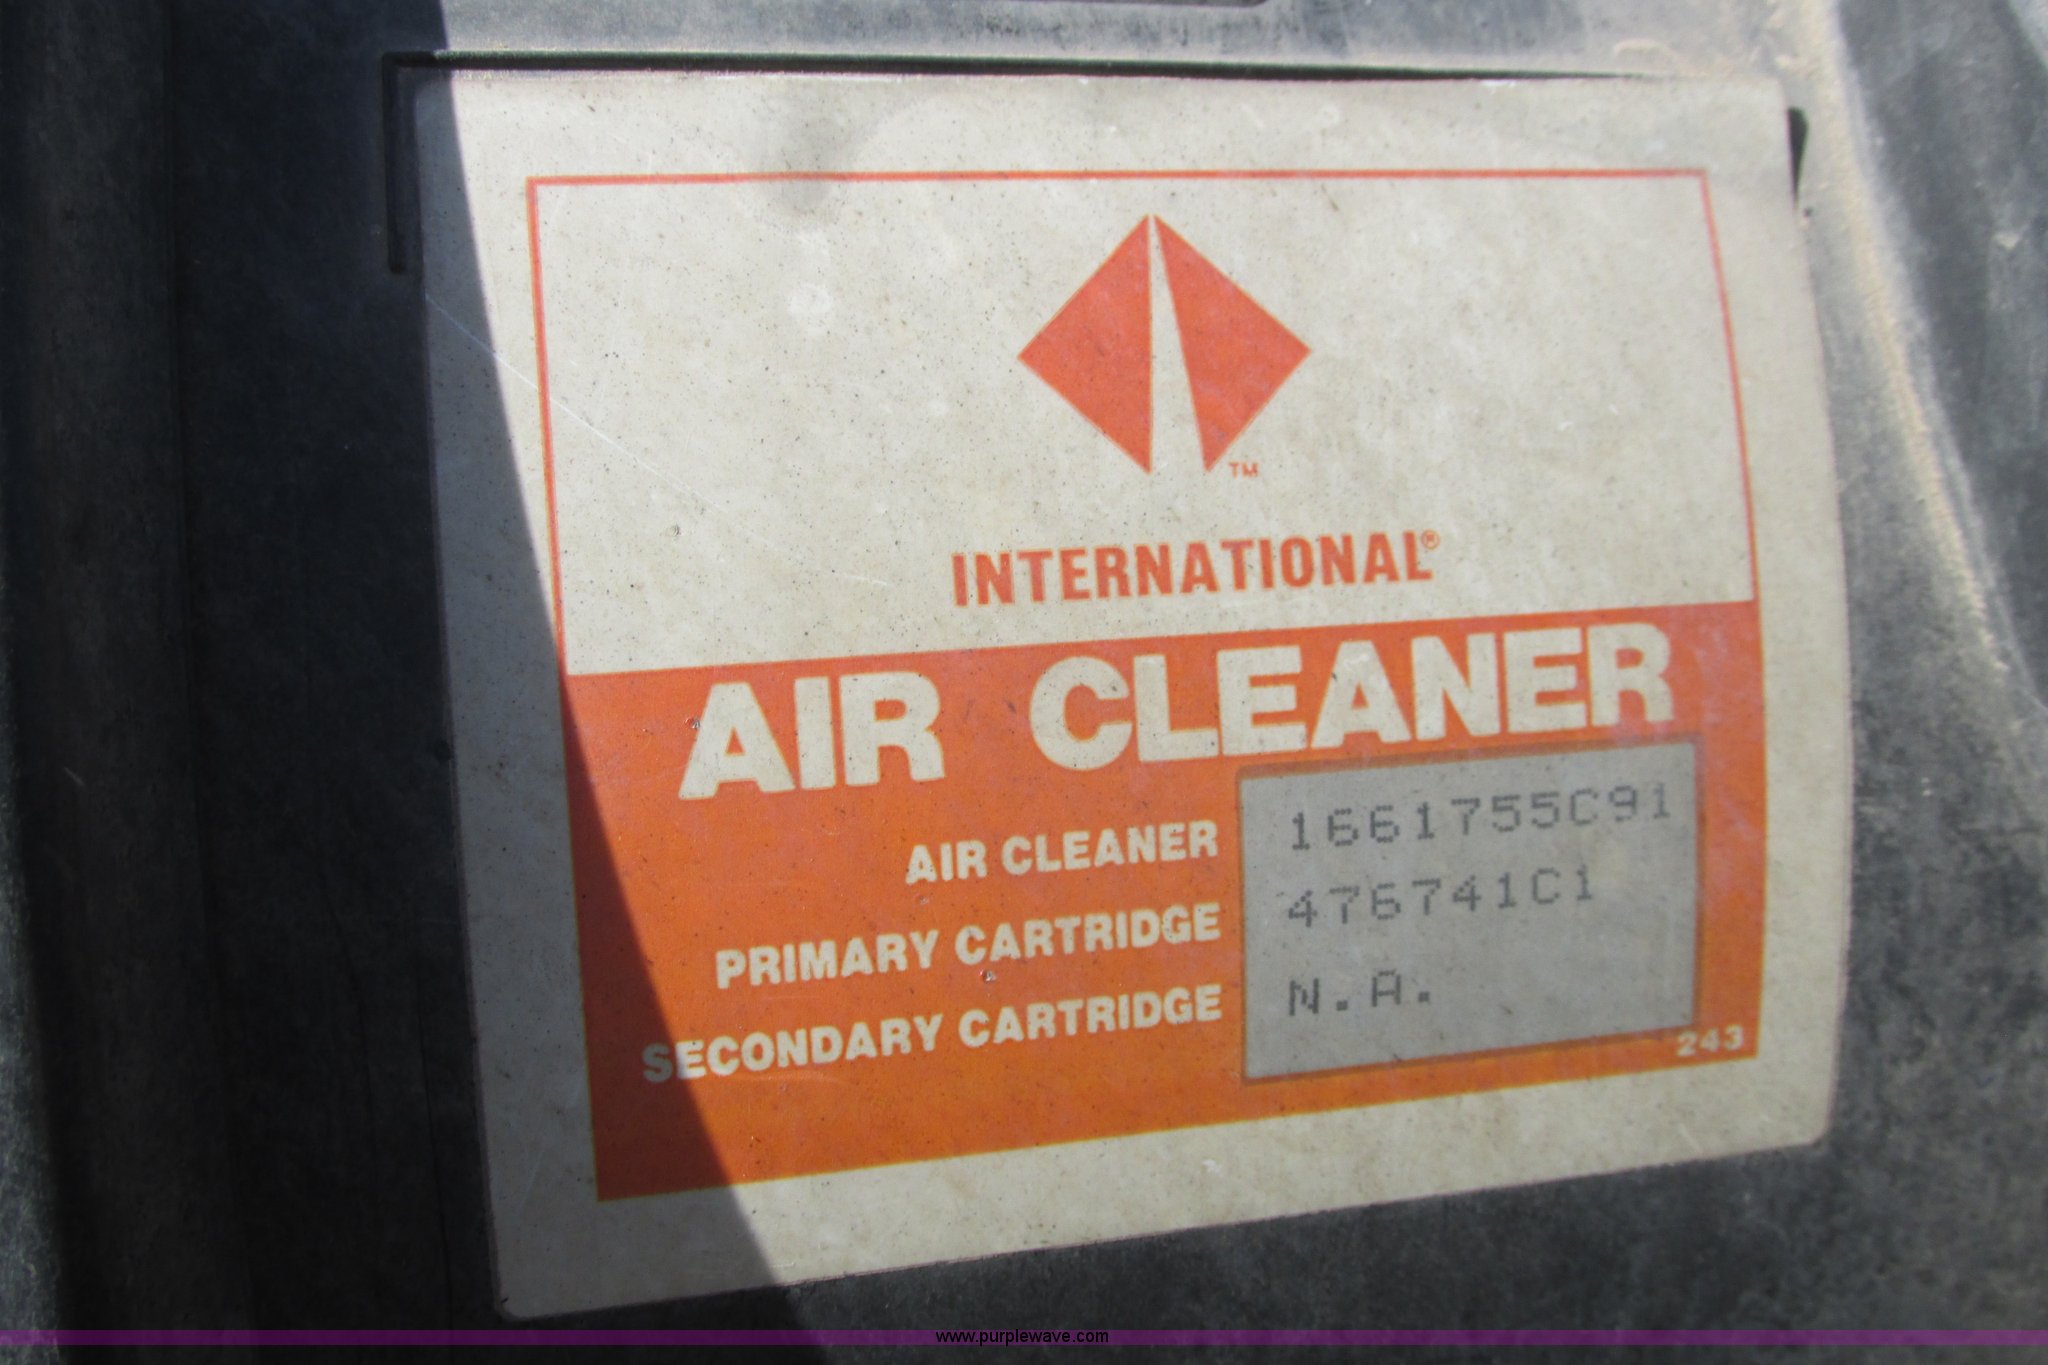 TM
INTERNATIONAL®
AIR CLEANER
AIR CLEANER 1661755C91
PRIMARY CARTRIDGE 476741C1
SECONDARY CARTRIDGE N.A.
243
www.purplewave.com